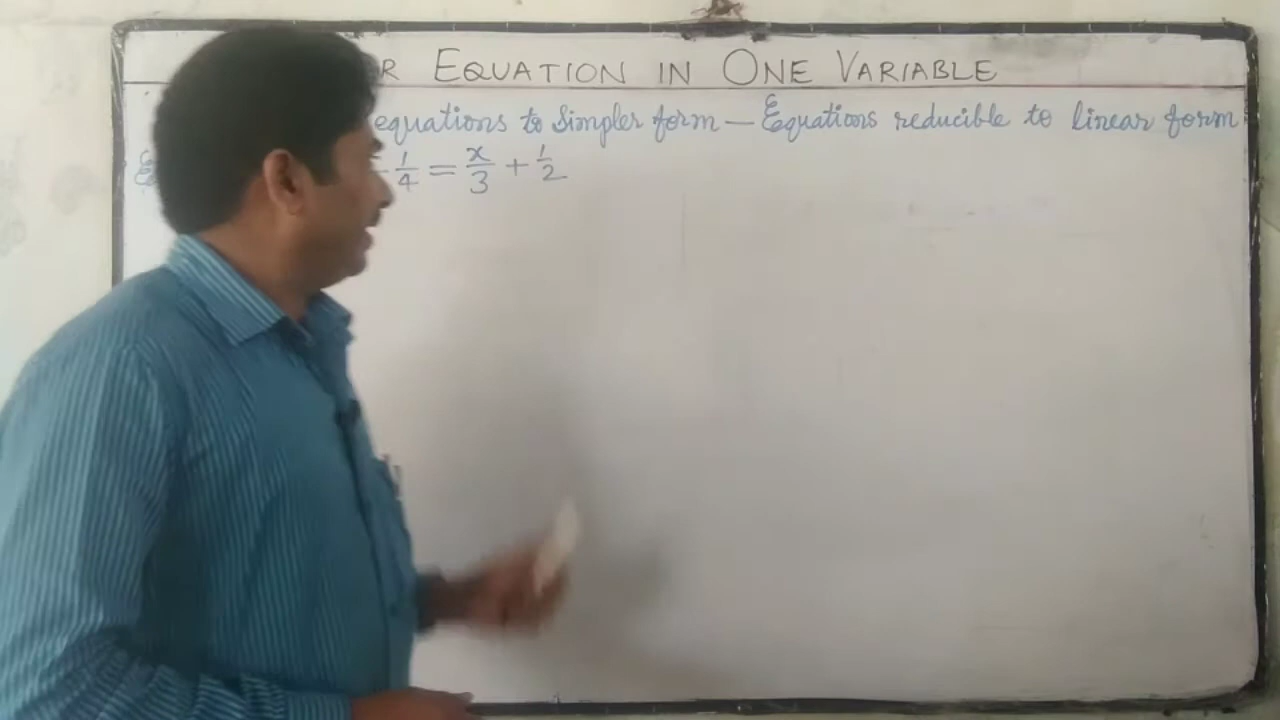 R EQUATION IN ONE VARIABLE
equations to simpler form — Equations reducible to linear form
- 1/4 = x/3 + 1/2